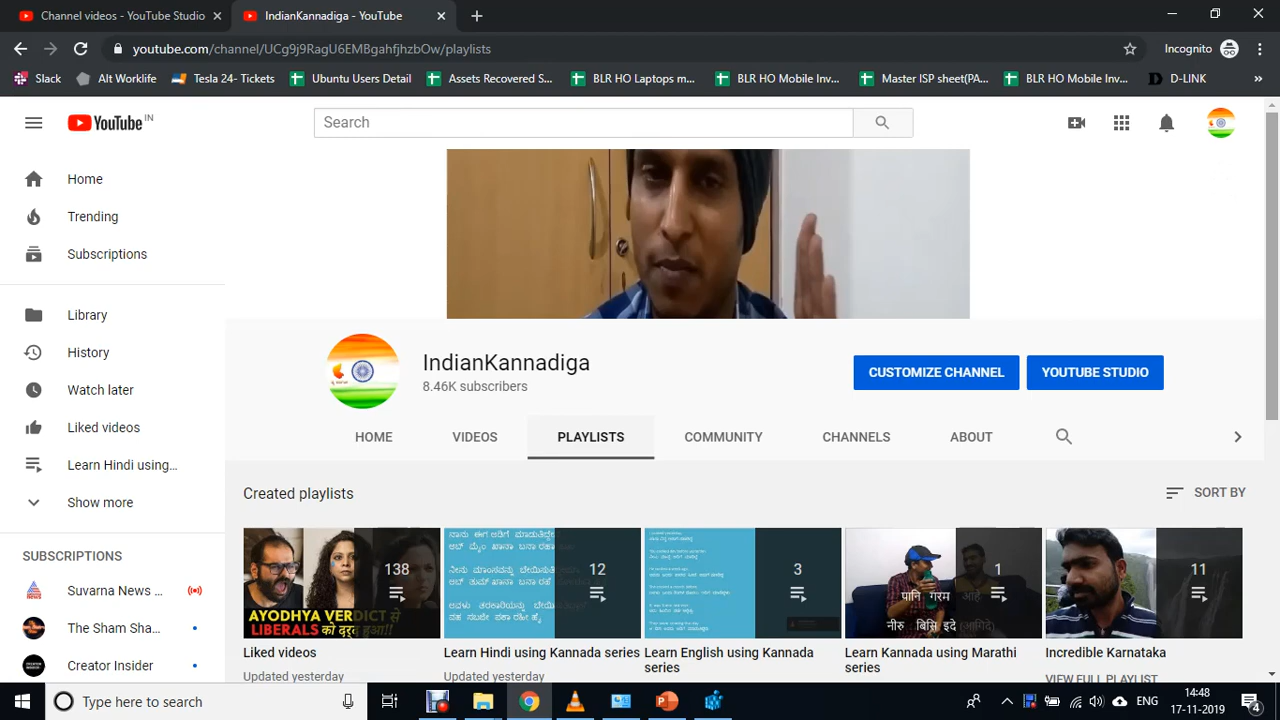 Channel videos - YouTube Studio
IndianKannadiga - YouTube
youtube.com/channel/UCg9j9RagU6EMBgahfjhzbOw/playlists
Incognito
Slack
Alt Worklife
Tesla 24- Tickets
Ubuntu Users Detail
Assets Recovered S...
BLR HO Laptops m...
BLR HO Mobile Inv...
Master ISP sheet(PA...
BLR HO Mobile Inv...
D-LINK
YouTube IN
Search
Home
Trending
Subscriptions
Library
History
Watch later
Liked videos
Learn Hindi using...
Show more
SUBSCRIPTIONS
Suvarna News ...
The Sham Sha...
Creator Insider
IndianKannadiga
8.46K subscribers
CUSTOMIZE CHANNEL
YOUTUBE STUDIO
HOME
VIDEOS
PLAYLISTS
COMMUNITY
CHANNELS
ABOUT
Created playlists
SORT BY
138
AYODHYA VERDICT से
LIBERALS को दर्द हुआ!!
Liked videos
Updated yesterday
ನಾನು ಈಗ ಅಡಿಗೆ ಮಾಡುತ್ತಿದ್ದೇ
12
Learn Hindi using Kannada series
Updated yesterday
3
Learn English using Kannada
series
पानि गरम आहे
नीरु बिसि इदे (आगिदे)
1
Learn Kannada using Marathi
series
11
Incredible Karnataka
VIEW FULL PLAYLIST
Type here to search
ENG
14:48
17-11-2019
4